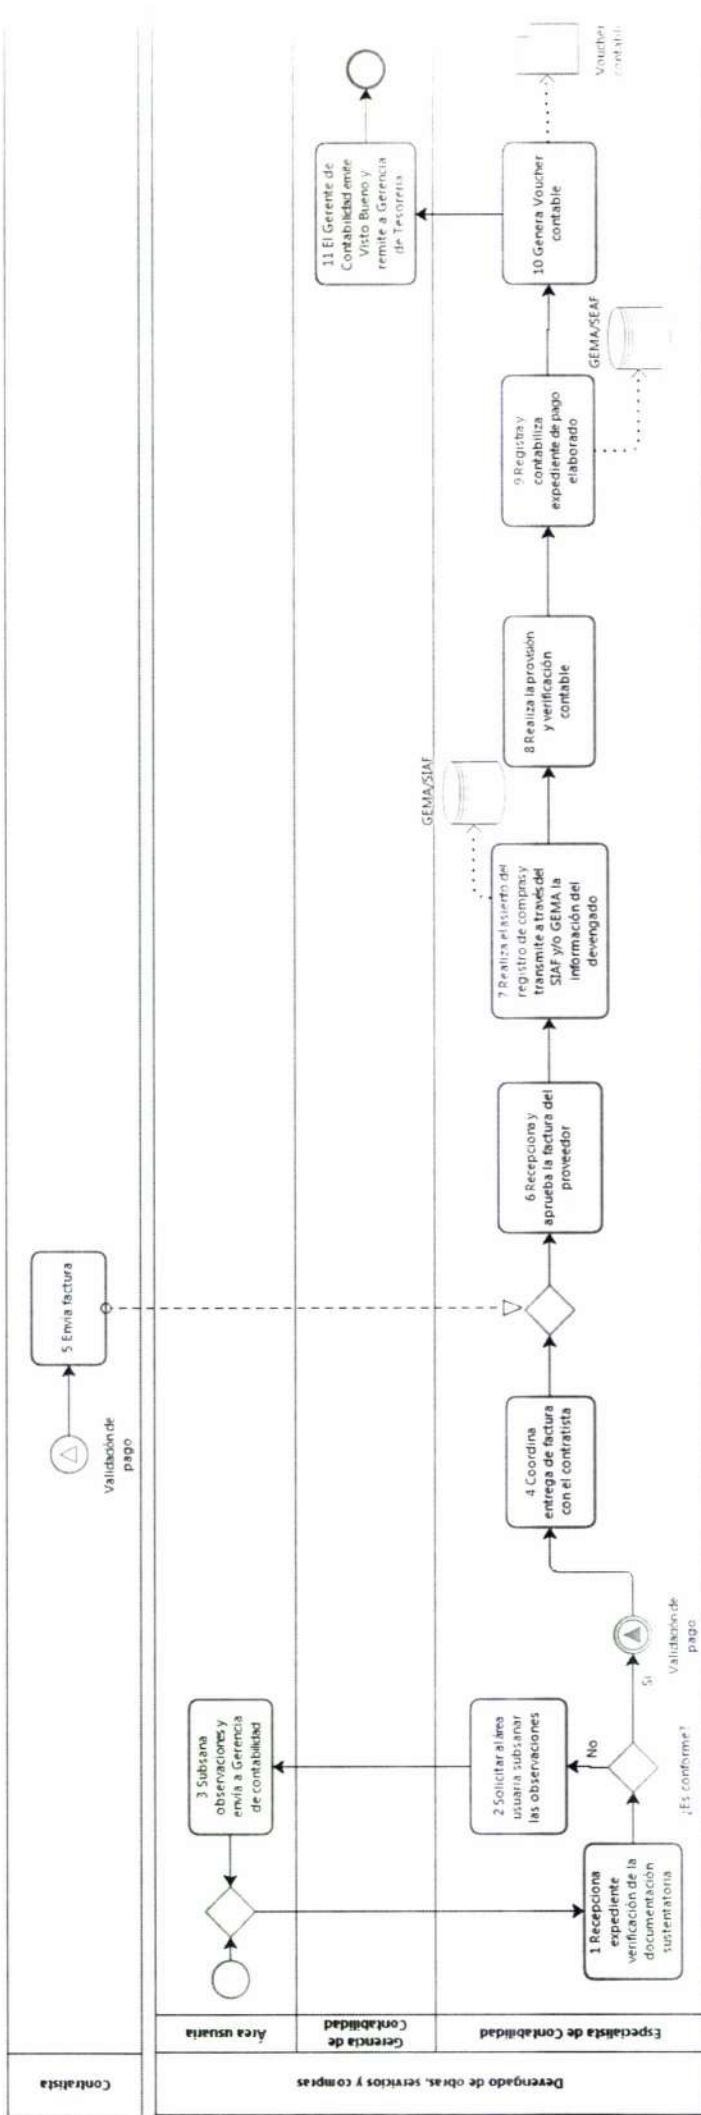 Contratista
5 Envia factura
Validación de
pago
Devengado de obras, servicios y compras
Área usuaria
3 Subsana
observaciones y
envía a Gerencia
de contabilidad
Gerencia de
Contabilidad
11 El Gerente de
Contabilidad emite
Visto Bueno y
remite a Gerencia
de Tesorería
Especialista de Contabilidad
1 Recepciona
expediente
verificación de la
documentación
sustentatoria
¿Es conforme?
No
2 Solicitar al área
usuaria subsanar
las observaciones
Si
Validación de
pago
4 Coordina
entrega de factura
con el contratista
6 Recepciona y
aprueba la factura del
proveedor
7 Realiza el asierto del
registro de compras y
transmite a través del
SIAF y/o GEMA la
información del
devengado
GEMA/SIAF
8 Realiza la provisión
y verificación
contable
9 Registra y
contabiliza
expediente de pago
elaborado
GEMA/SEAF
10 Genera Voucher
contable
Voucher
contabl